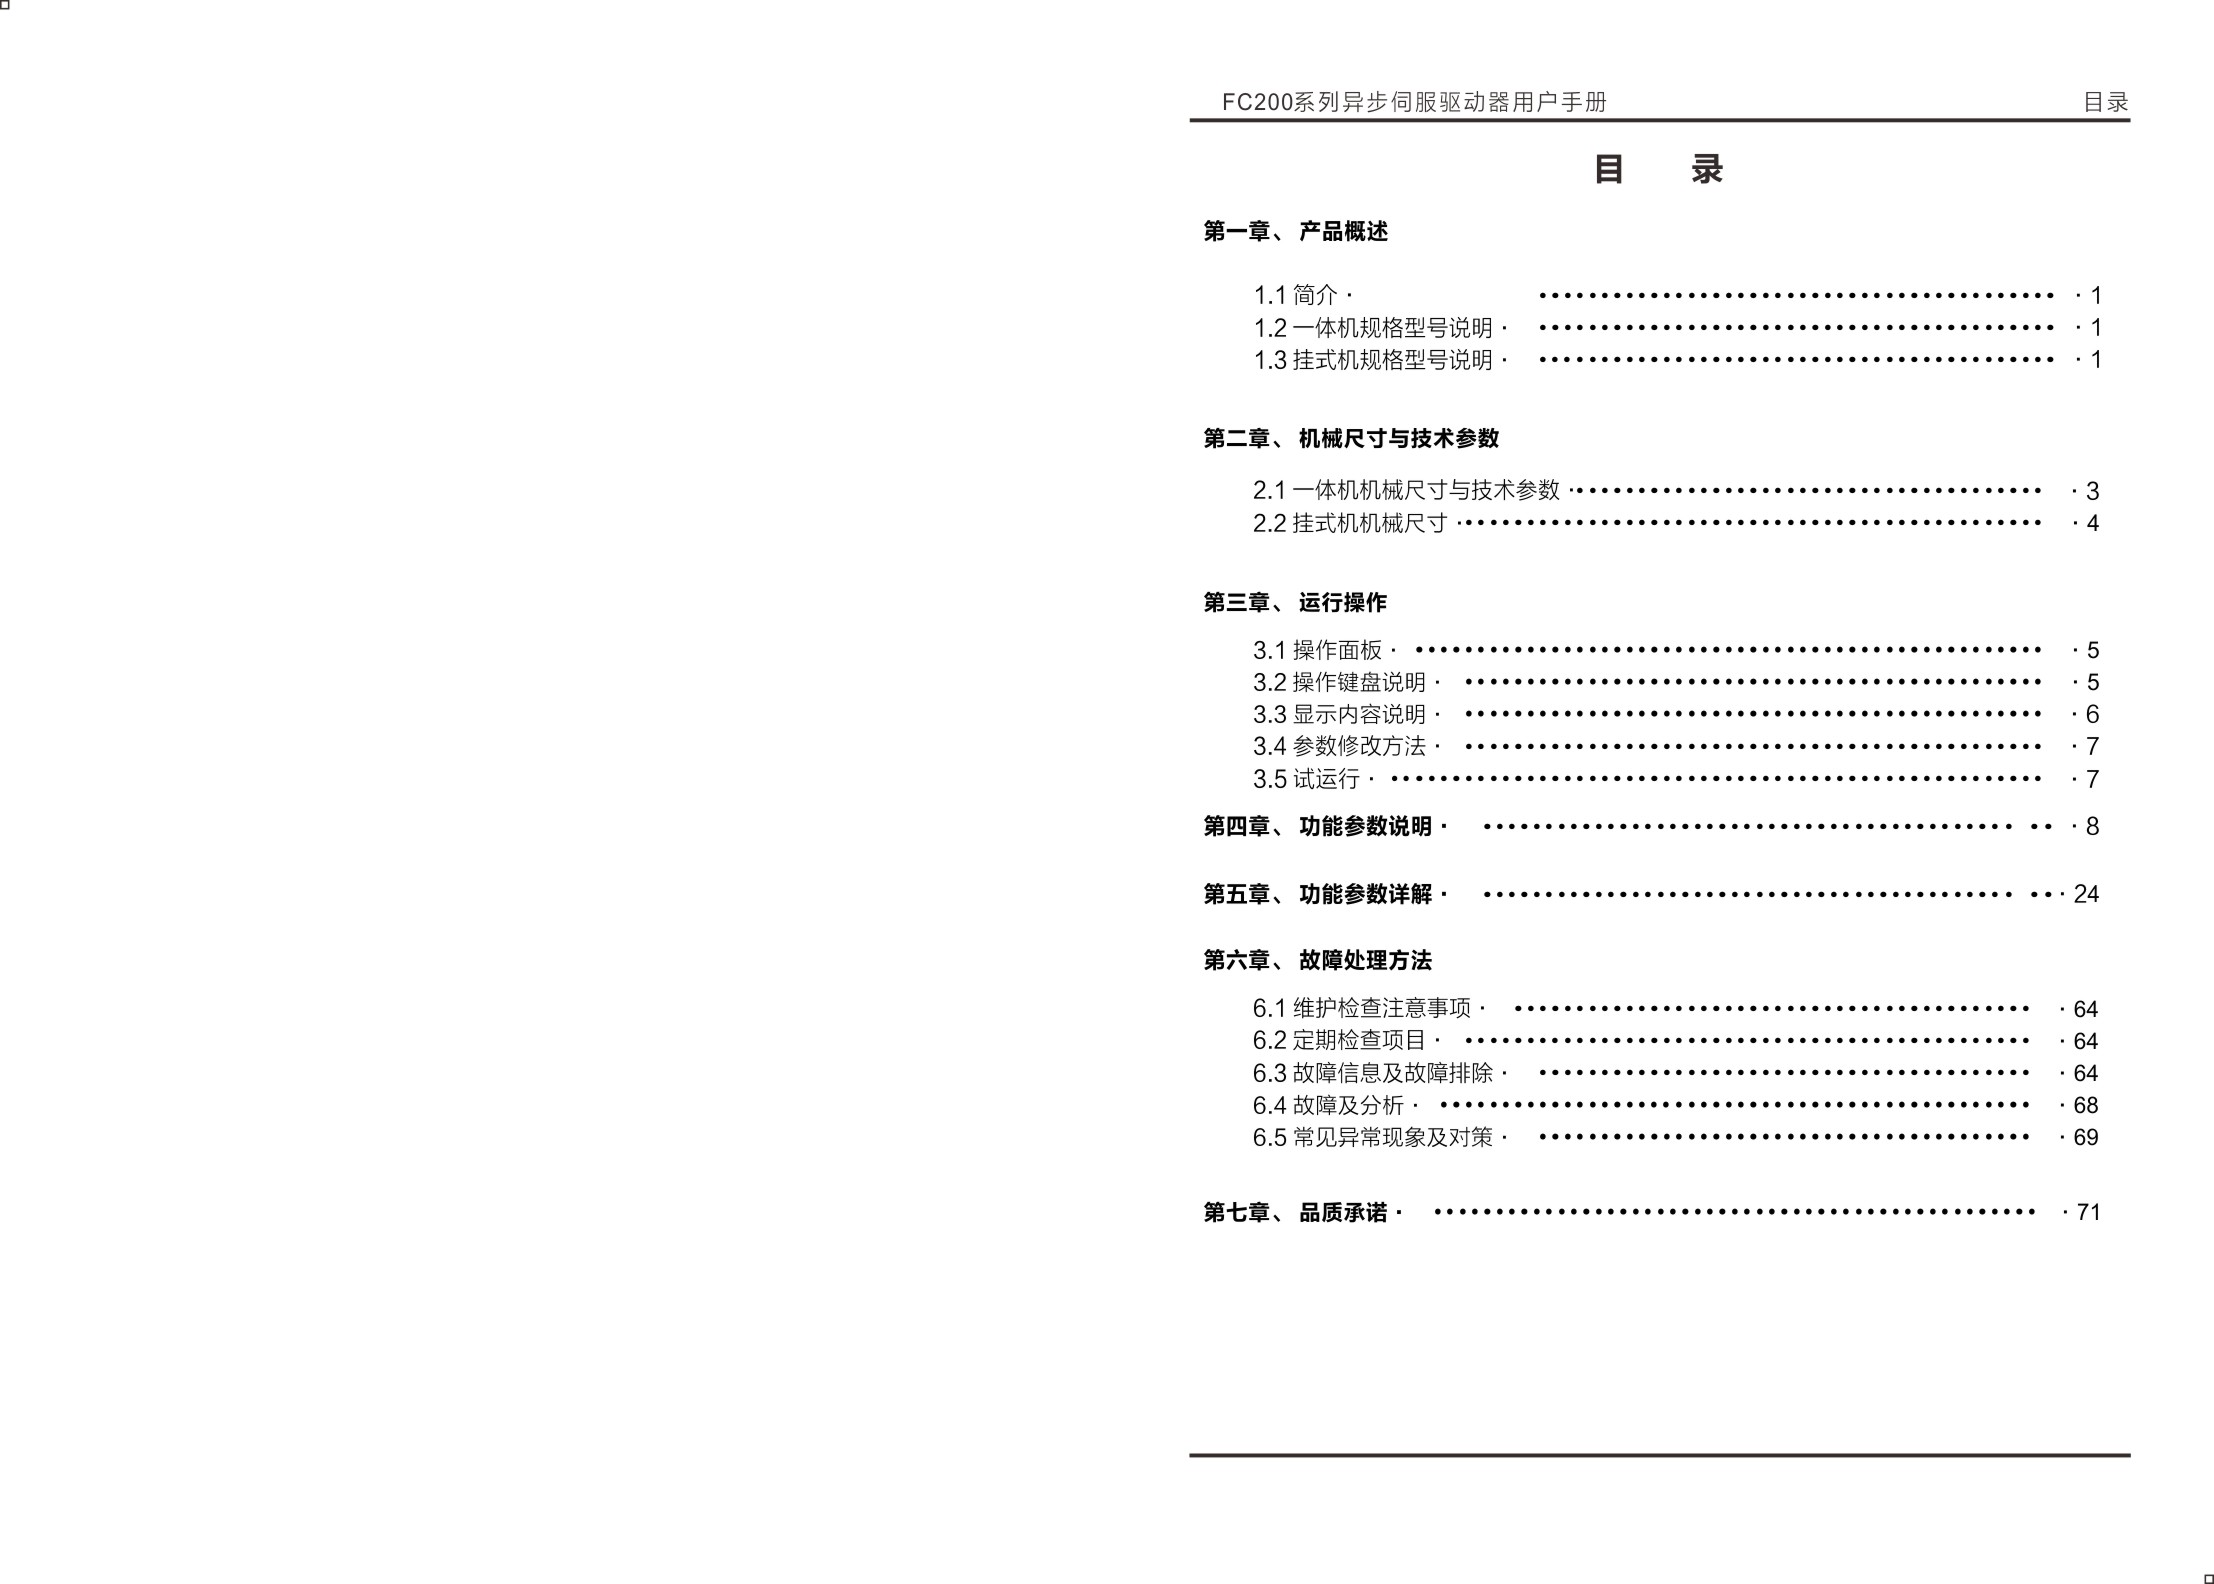 FC200系列异步伺服驱动器用户手册 目录
目 录
第一章、 产品概述
1.1 简介 · ·········································· · 1
1.2 一体机规格型号说明 · ·········································· · 1
1.3 挂式机规格型号说明 · ·········································· · 1
第二章、 机械尺寸与技术参数
2.1 一体机机械尺寸与技术参数 ······································· · 3
2.2 挂式机机械尺寸 ················································ · 4
第三章、 运行操作
3.1 操作面板 · ··················································· · 5
3.2 操作键盘说明 · ··············································· · 5
3.3 显示内容说明 · ··············································· · 6
3.4 参数修改方法 · ··············································· · 7
3.5 试运行 · ····················································· · 7
第四章、 功能参数说明 · ··········································· ·· · 8
第五章、 功能参数详解 · ··········································· ··· 24
第六章、 故障处理方法
6.1 维护检查注意事项 · ·········································· · 64
6.2 定期检查项目 · ·············································· · 64
6.3 故障信息及故障排除 · ········································ · 64
6.4 故障及分析 · ················································ · 68
6.5 常见异常现象及对策 · ········································ · 69
第七章、 品质承诺 · ················································· · 71